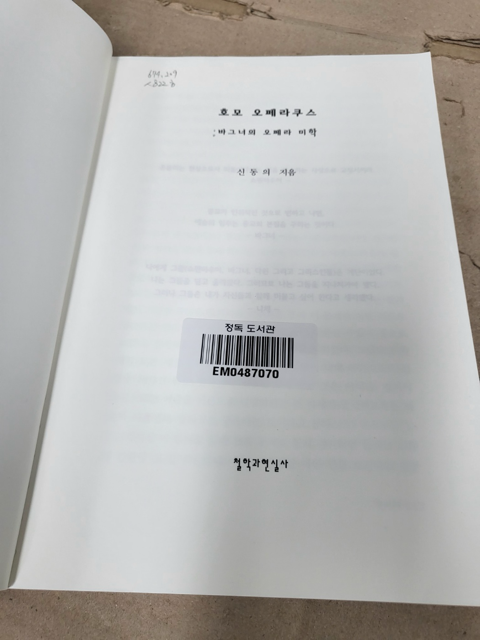 호모 오페라쿠스
: 바그너의 오페라 미학
신동의 지음
정독 도서관
EM0487070
철학과현실사